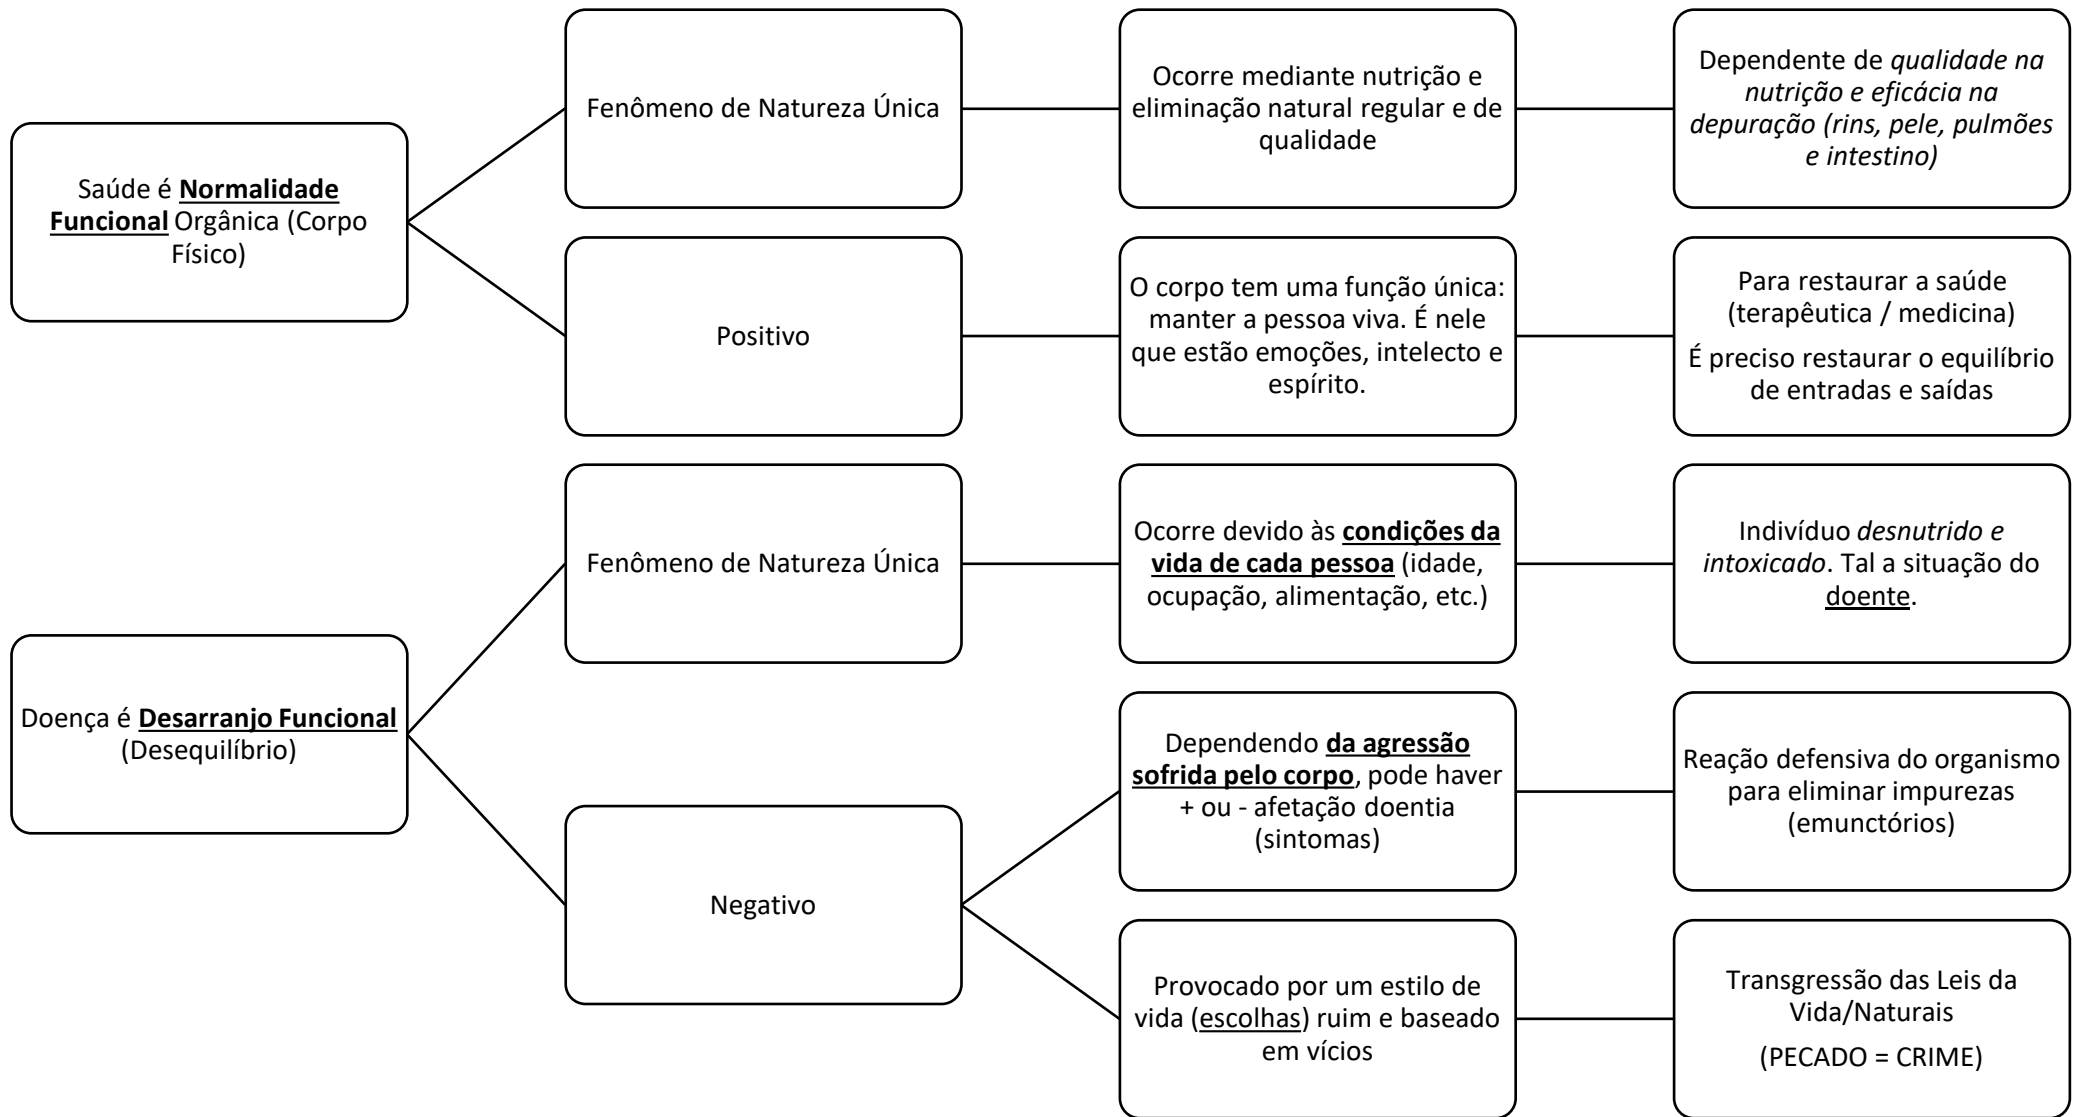 Saúde é Normalidade
Funcional Orgânica (Corpo
Físico)
Fenômeno de Natureza Única
Ocorre mediante nutrição e
eliminação natural regular e de
qualidade
Dependente de qualidade na
nutrição e eficácia na
depuração (rins, pele, pulmões
e intestino)
Positivo
O corpo tem uma função única:
manter a pessoa viva. É nele
que estão emoções, intelecto e
espírito.
Para restaurar a saúde
(terapêutica / medicina)
É preciso restaurar o equilíbrio
de entradas e saídas
Doença é Desarranjo Funcional
(Desequilíbrio)
Fenômeno de Natureza Única
Ocorre devido às condições da
vida de cada pessoa (idade,
ocupação, alimentação, etc.)
Indivíduo desnutrido e
intoxicado. Tal a situação do
doente.
Negativo
Dependendo da agressão
sofrida pelo corpo, pode haver
+ ou - afetação doentia
(sintomas)
Reação defensiva do organismo
para eliminar impurezas
(emunctórios)
Provocado por um estilo de
vida (escolhas) ruim e baseado
em vícios
Transgressão das Leis da
Vida/Naturais
(PECADO = CRIME)